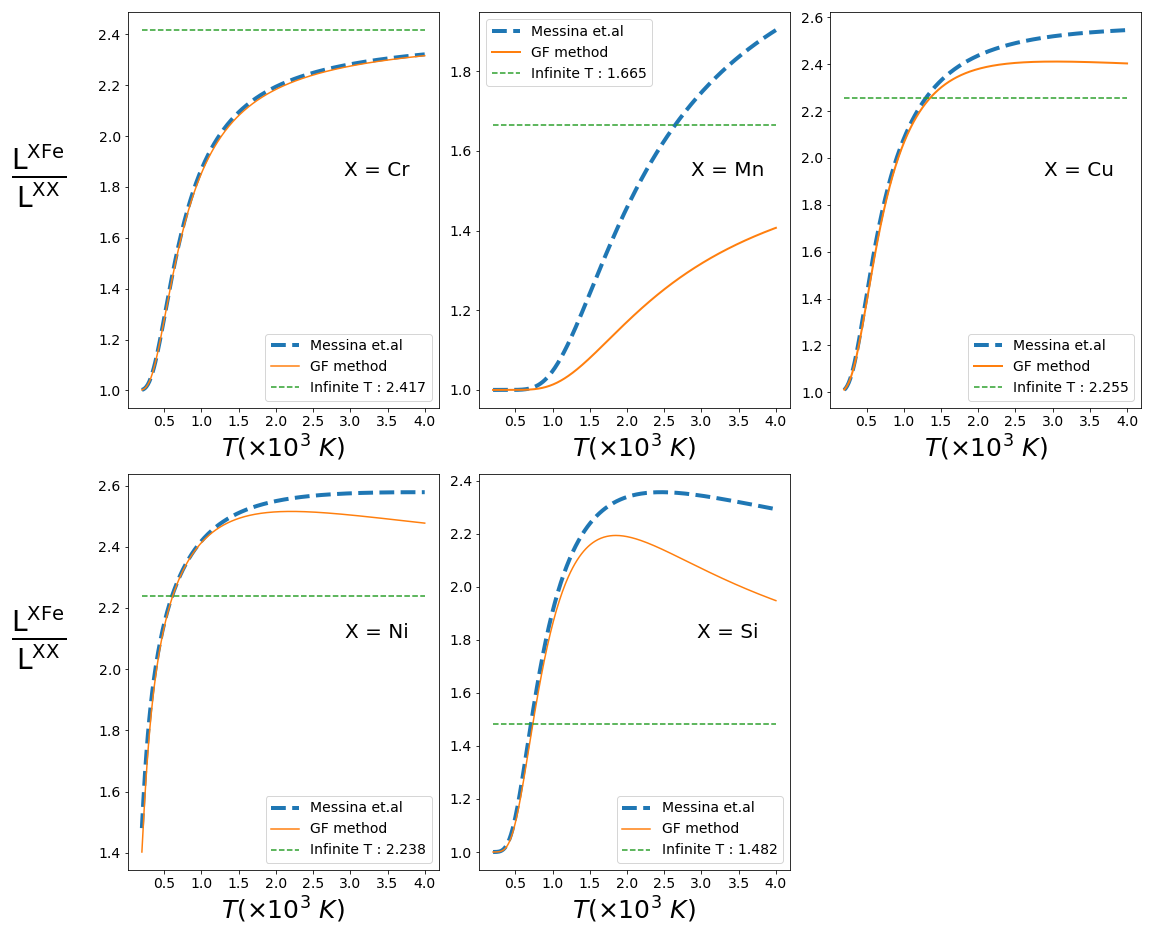 L^XFe
L^XX
2.4
2.2
2.0
1.8
1.6
1.4
1.2
1.0
X = Cr
Messina et.al
GF method
Infinite T : 2.417
0.5 1.0 1.5 2.0 2.5 3.0 3.5 4.0
T(×10^3 K)
Messina et.al
GF method
Infinite T : 1.665
1.8
1.6
1.4
1.2
1.0
X = Mn
0.5 1.0 1.5 2.0 2.5 3.0 3.5 4.0
T(×10^3 K)
2.6
2.4
2.2
2.0
1.8
1.6
1.4
1.2
1.0
X = Cu
Messina et.al
GF method
Infinite T : 2.255
0.5 1.0 1.5 2.0 2.5 3.0 3.5 4.0
T(×10^3 K)
L^XFe
L^XX
2.6
2.4
2.2
2.0
1.8
1.6
1.4
X = Ni
Messina et.al
GF method
Infinite T : 2.238
0.5 1.0 1.5 2.0 2.5 3.0 3.5 4.0
T(×10^3 K)
2.4
2.2
2.0
1.8
1.6
1.4
1.2
1.0
X = Si
Messina et.al
GF method
Infinite T : 1.482
0.5 1.0 1.5 2.0 2.5 3.0 3.5 4.0
T(×10^3 K)